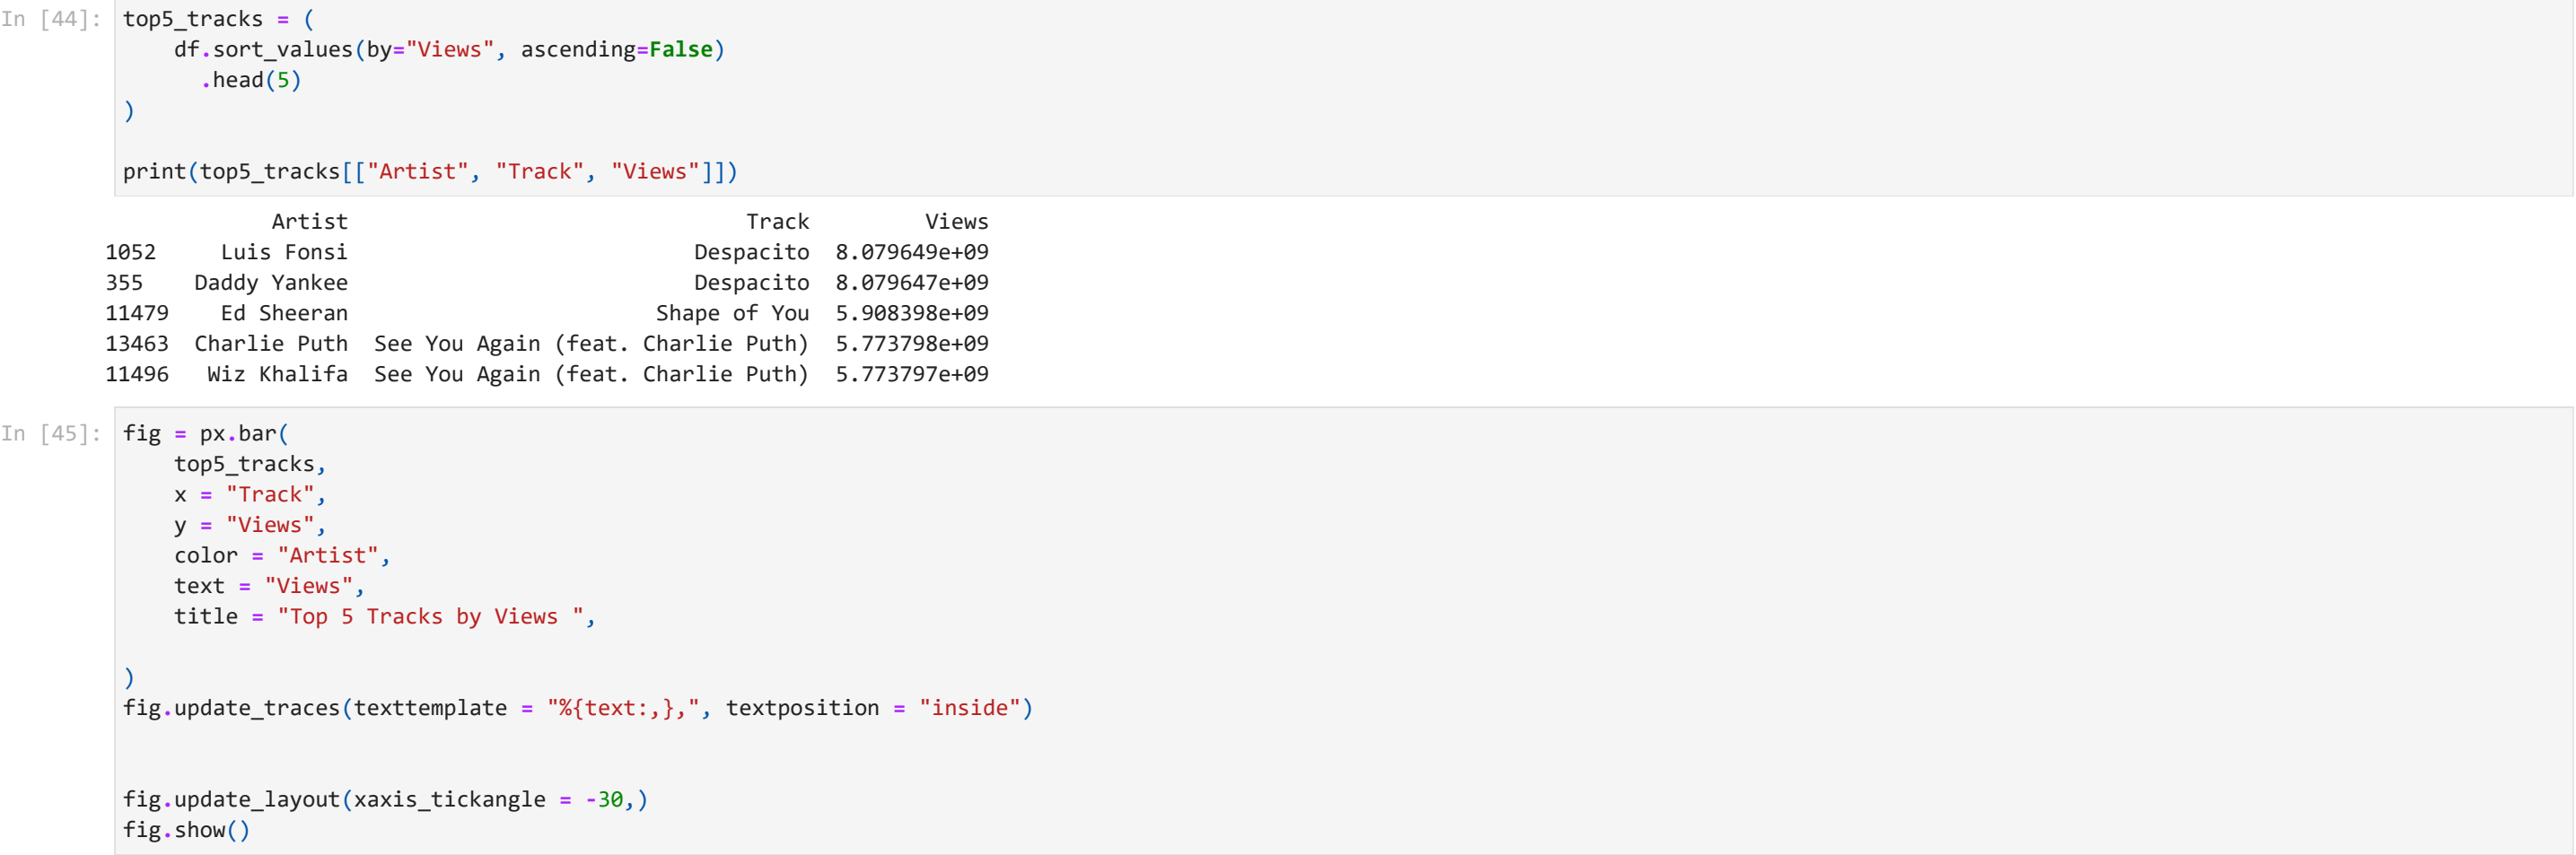 In [44]: top5_tracks = (
    df.sort_values(by="Views", ascending=False)
      .head(5)
)
print(top5_tracks[["Artist", "Track", "Views"]])
             Artist                               Track         Views
1052     Luis Fonsi                           Despacito  8.079649e+09
355    Daddy Yankee                           Despacito  8.079647e+09
11479    Ed Sheeran                        Shape of You  5.908398e+09
13463  Charlie Puth  See You Again (feat. Charlie Puth)  5.773798e+09
11496   Wiz Khalifa  See You Again (feat. Charlie Puth)  5.773797e+09
In [45]: fig = px.bar(
    top5_tracks,
    x = "Track",
    y = "Views",
    color = "Artist",
    text = "Views",
    title = "Top 5 Tracks by Views ",
)
fig.update_traces(texttemplate = "%{text:,},", textposition = "inside")
fig.update_layout(xaxis_tickangle = -30,)
fig.show()